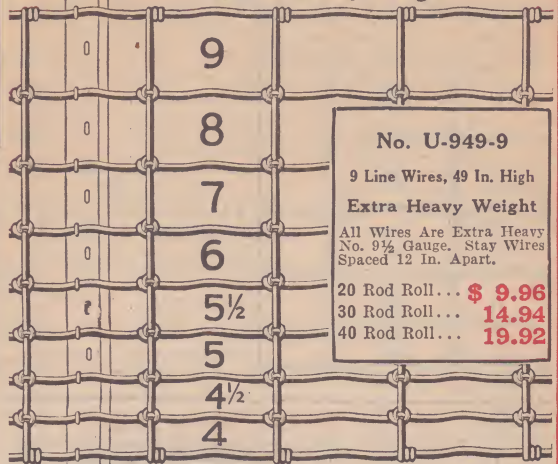 9
8
7
6
5½
5
4½
4
No. U-949-9
9 Line Wires, 49 In. High
Extra Heavy Weight
All Wires Are Extra Heavy
No. 9½ Gauge. Stay Wires
Spaced 12 In. Apart.
20 Rod Roll... $ 9.96
30 Rod Roll... 14.94
40 Rod Roll... 19.92